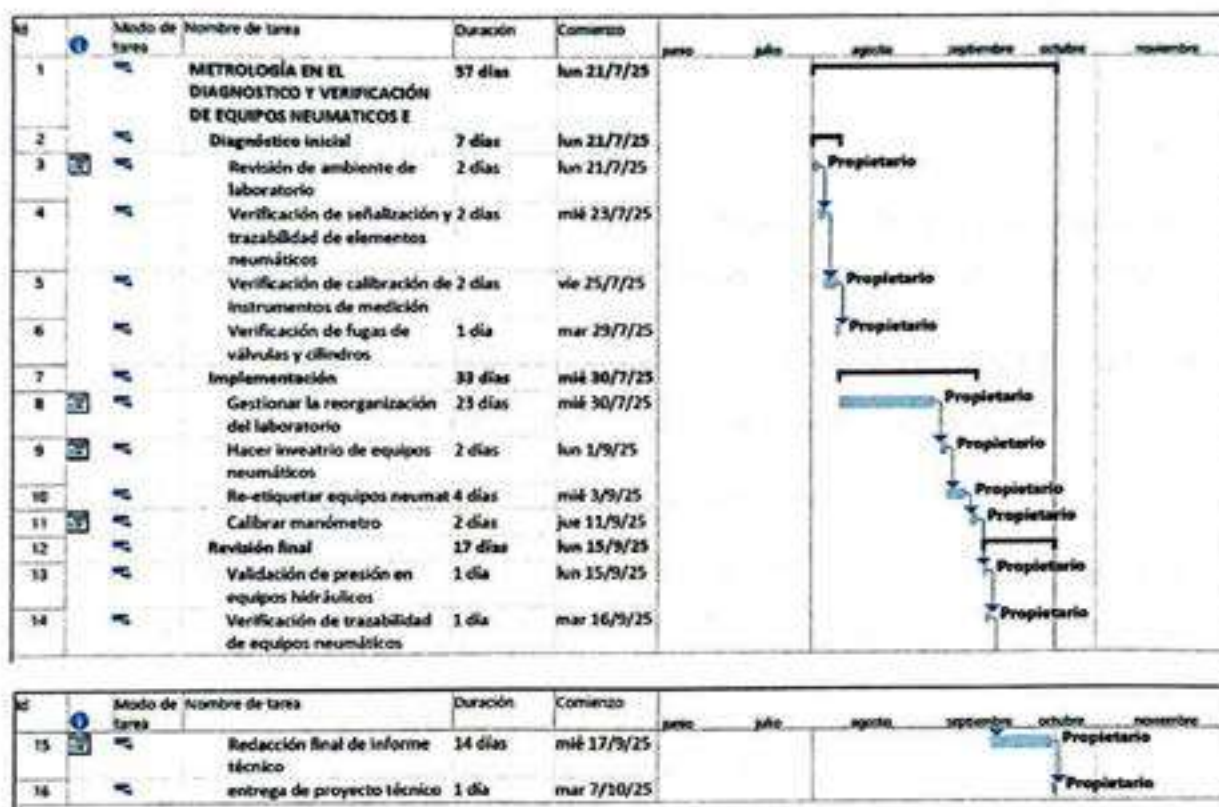 Id Modo de tarea Nombre de tarea Duración Comienzo junio julio agosto septiembre octubre noviembre
1 METROLOGÍA EN EL 57 días lun 21/7/25
DIAGNOSTICO Y VERIFICACIÓN
DE EQUIPOS NEUMATICOS E
2 Diagnóstico inicial 7 días lun 21/7/25
3 Revisión de ambiente de 2 días lun 21/7/25 Propietario
laboratorio
4 Verificación de señalización y 2 días mié 23/7/25
trazabilidad de elementos
neumáticos
5 Verificación de calibración de 2 días vie 25/7/25 Propietario
instrumentos de medición
6 Verificación de fugas de 1 día mar 29/7/25 Propietario
válvulas y cilindros
7 Implementación 33 días mié 30/7/25
8 Gestionar la reorganización 23 días mié 30/7/25 Propietario
del laboratorio
9 Hacer inveatrio de equipos 2 días lun 1/9/25 Propietario
neumáticos
10 Re-etiquetar equipos neumat 4 días mié 3/9/25 Propietario
11 Calibrar manómetro 2 días jue 11/9/25 Propietario
12 Revisión final 17 días lun 15/9/25
13 Validación de presión en 1 día lun 15/9/25 Propietario
equipos hidráulicos
14 Verificación de trazabilidad 1 día mar 16/9/25 Propietario
de equipos neumáticos
Id Modo de tarea Nombre de tarea Duración Comienzo junio julio agosto septiembre octubre noviembre
15 Redacción final de informe 14 días mié 17/9/25 Propietario
técnico
16 entrega de proyecto técnico 1 día mar 7/10/25 Propietario